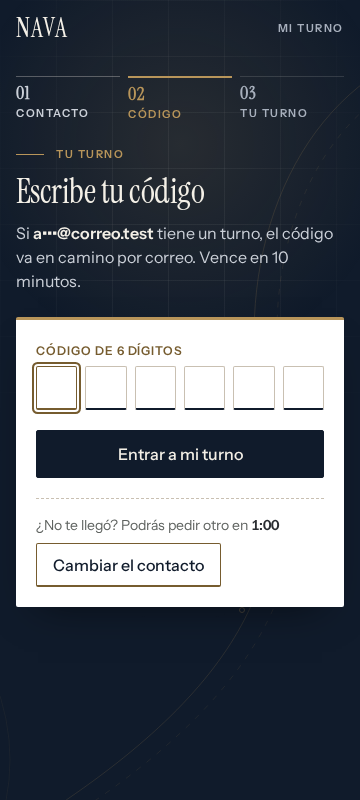 NAVA
MI TURNO
01
CONTACTO
02
CÓDIGO
03
TU TURNO
TU TURNO
Escribe tu código
Si a•••@correo.test tiene un turno, el código
va en camino por correo. Vence en 10
minutos.
CÓDIGO DE 6 DÍGITOS
Entrar a mi turno
¿No te llegó? Podrás pedir otro en 1:00
Cambiar el contacto